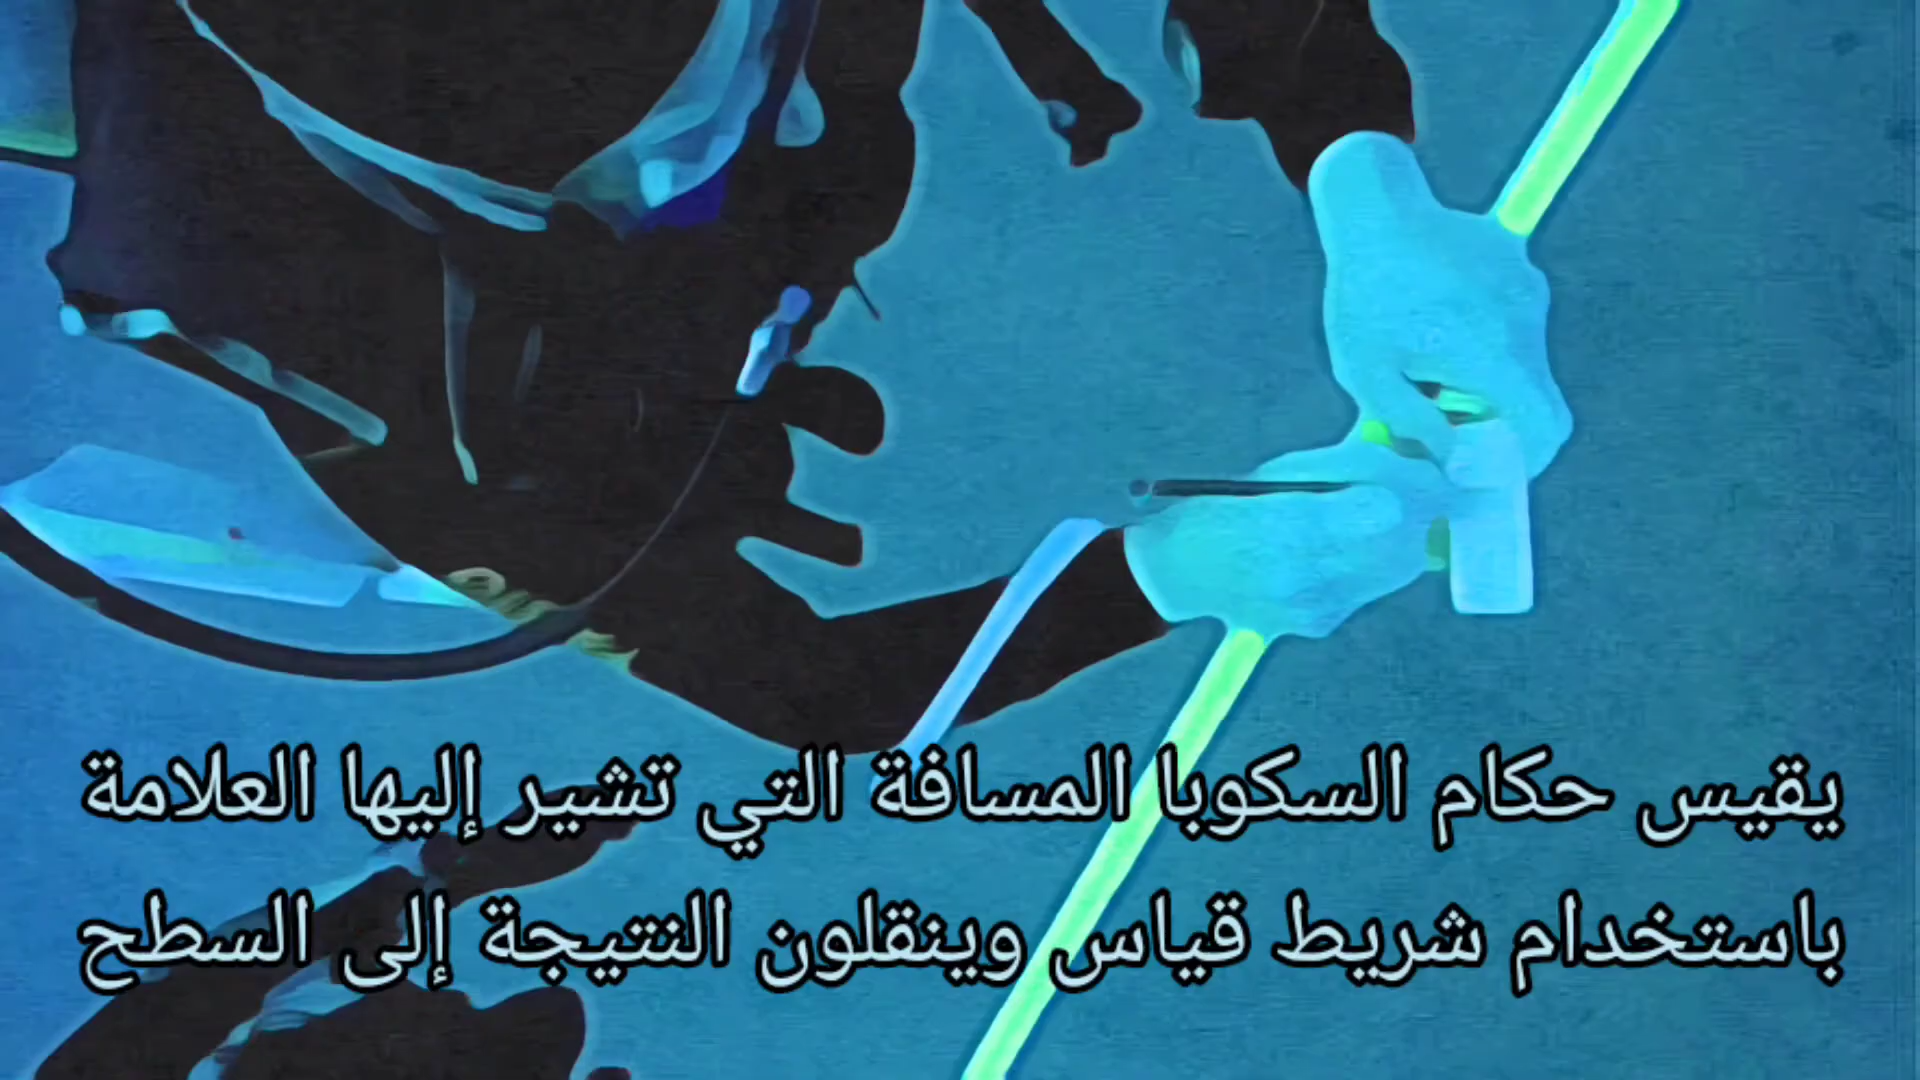 يقيس حكام السكوبا المسافة التي تشير إليها العلامة
باستخدام شريط قياس وينقلون النتيجة إلى السطح